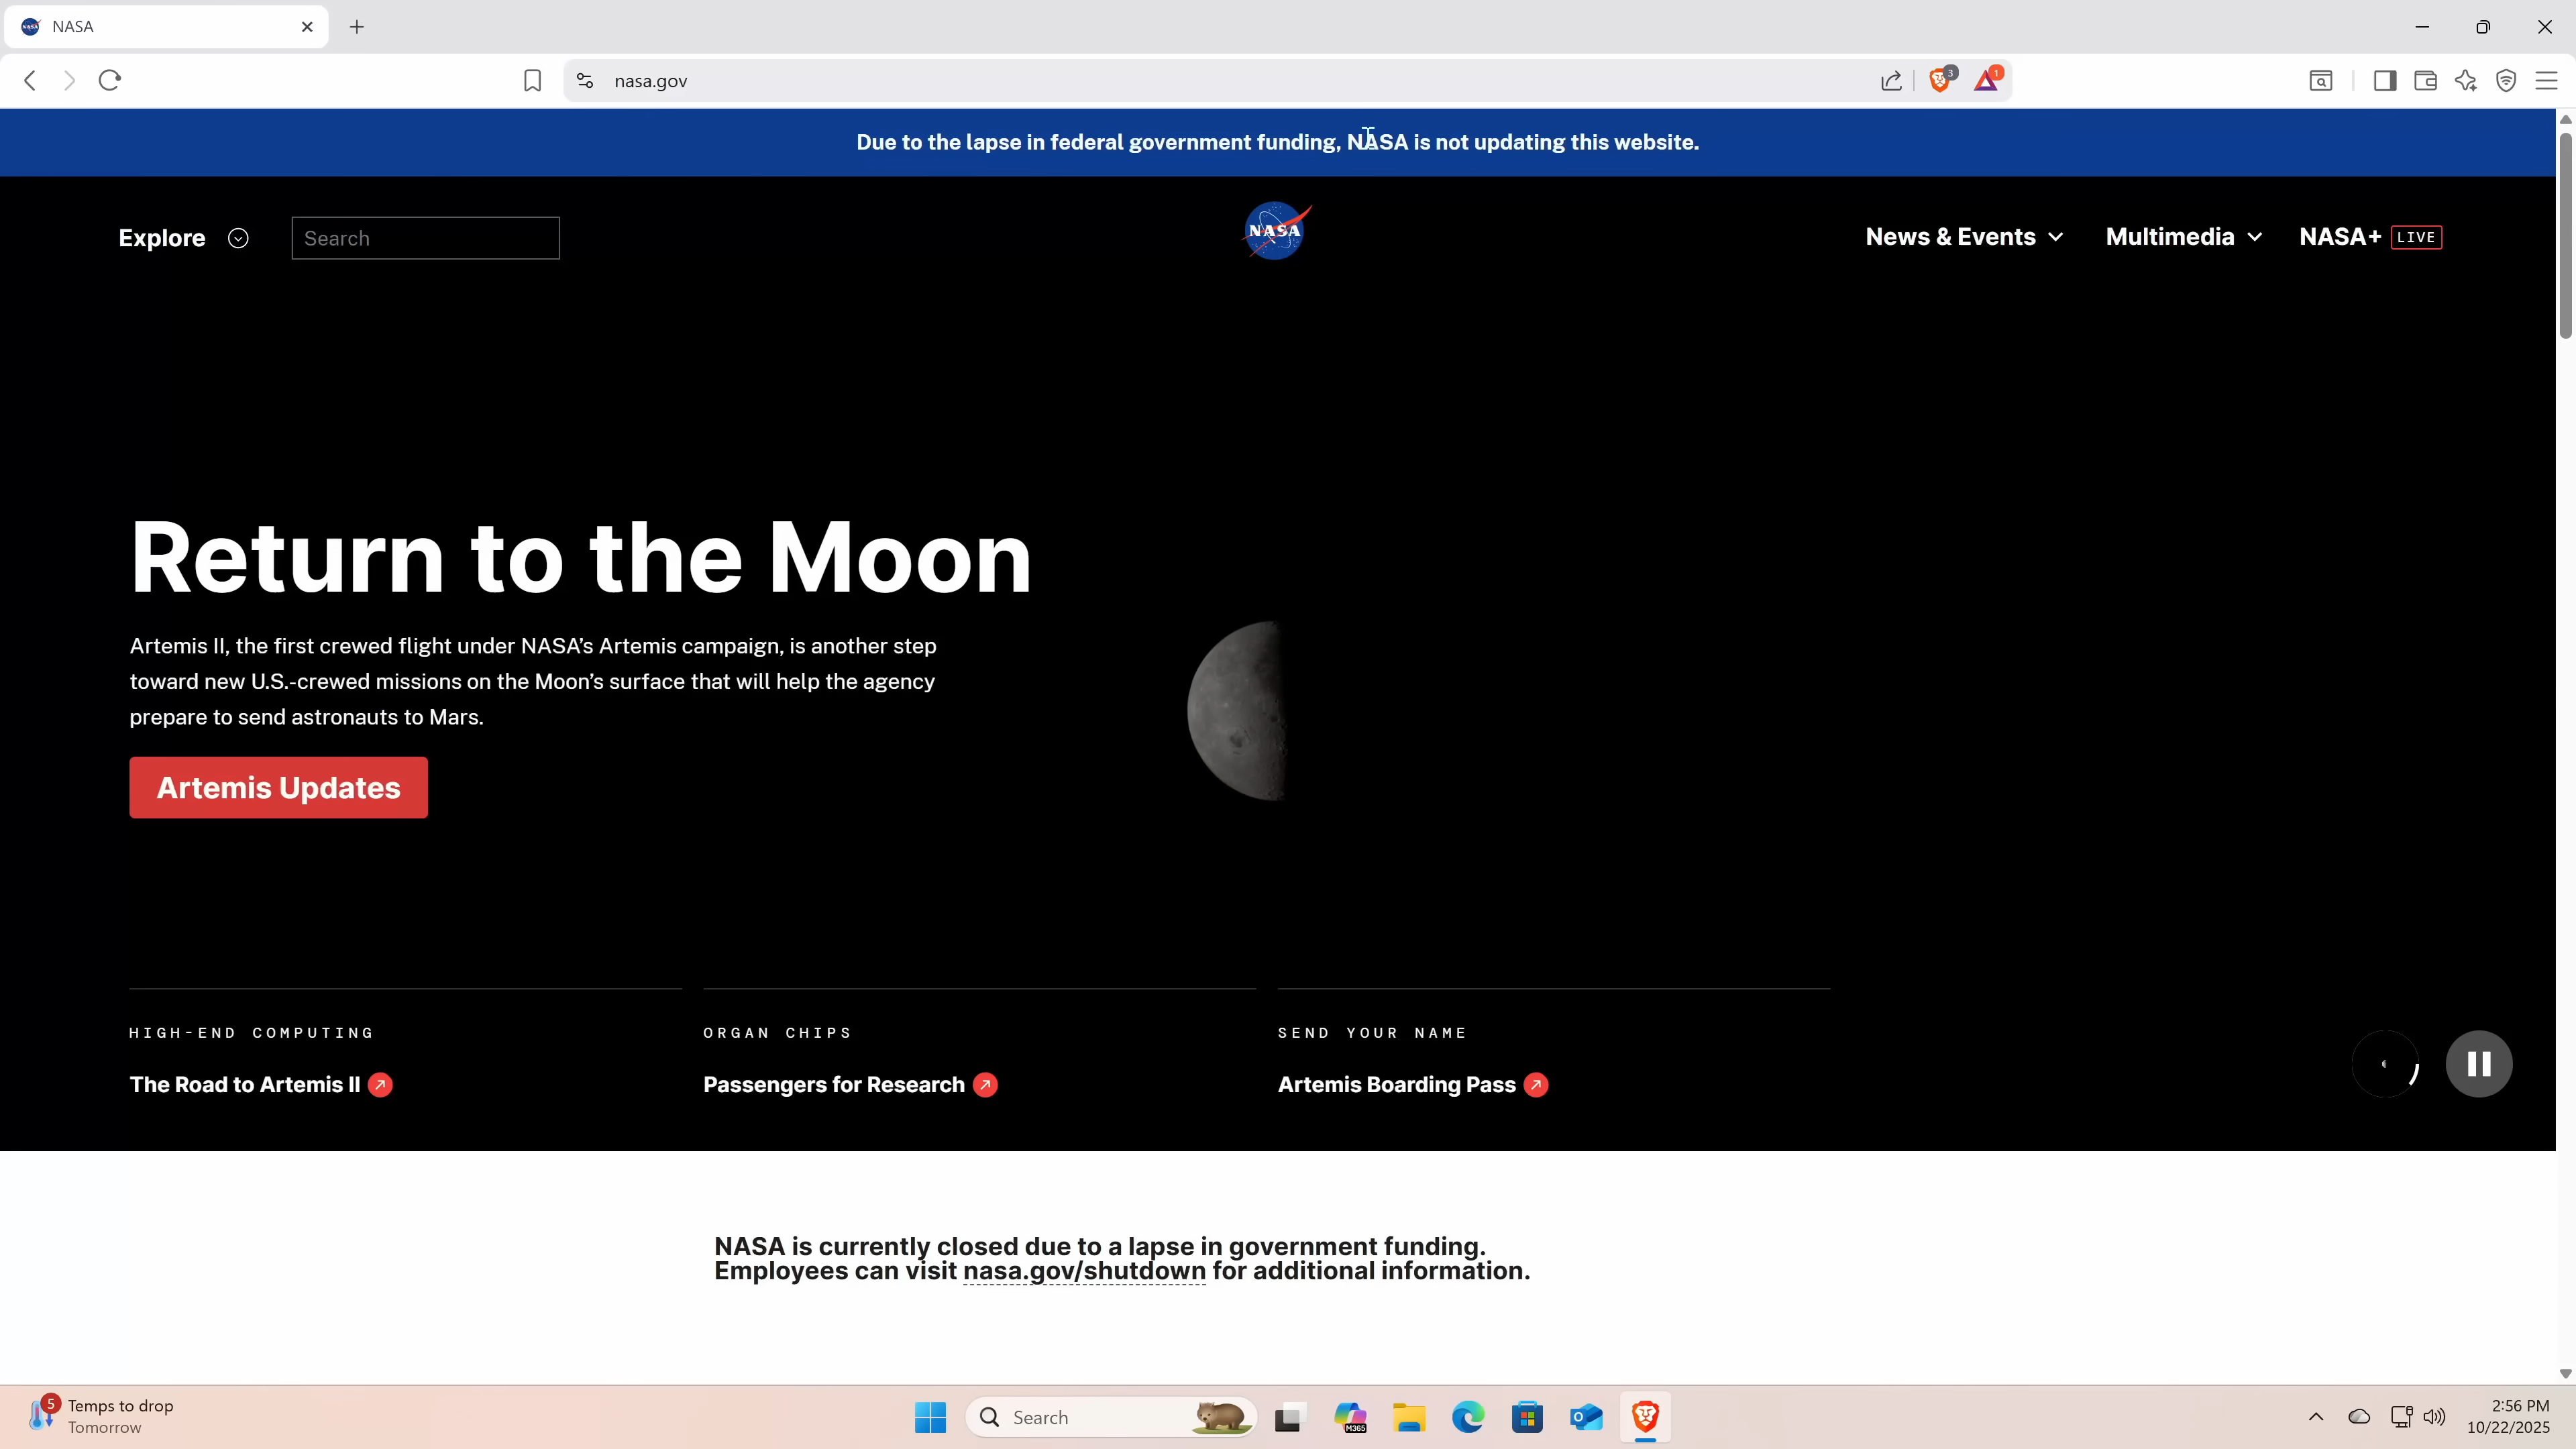 NASA
nasa.gov
3
1
Due to the lapse in federal government funding, NASA is not updating this website.
Explore
Search
NASA
News & Events
Multimedia
NASA+ LIVE
Return to the Moon
Artemis II, the first crewed flight under NASA’s Artemis campaign, is another step
toward new U.S.-crewed missions on the Moon’s surface that will help the agency
prepare to send astronauts to Mars.
Artemis Updates
HIGH-END COMPUTING
The Road to Artemis II
ORGAN CHIPS
Passengers for Research
SEND YOUR NAME
Artemis Boarding Pass
NASA is currently closed due to a lapse in government funding.
Employees can visit nasa.gov/shutdown for additional information.
5
Temps to drop
Tomorrow
Search
M365
2:56 PM
10/22/2025